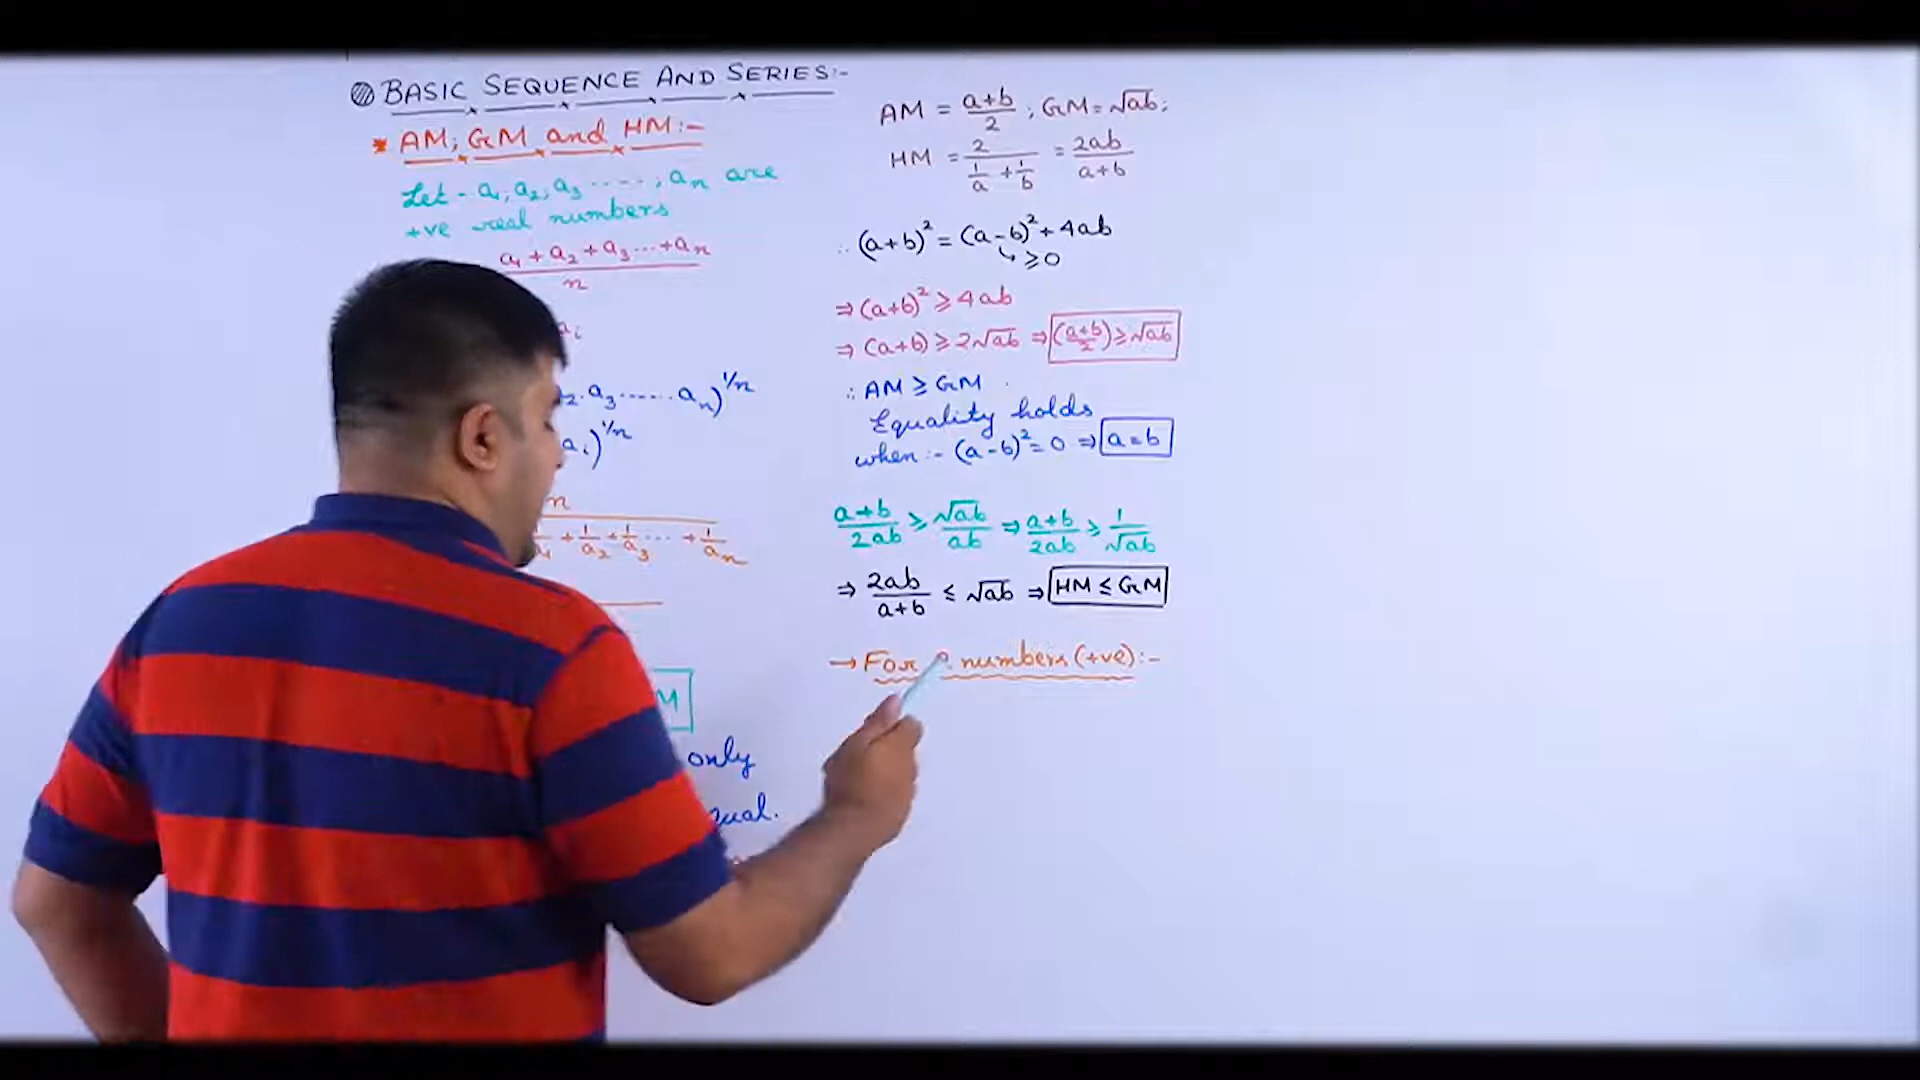 BASIC SEQUENCE AND SERIES:-
* AM; GM and HM:-
Let - a₁, a₂, a₃ ....., aₙ are
+ve real numbers
a₁ + a₂ + a₃ ... + aₙ
n
aᵢ
₂. a₃ ...... aₙ)^1/n
aᵢ)^1/n
n
+ 1/a₂ + 1/a₃ ... + 1/aₙ
M
only
qual.
AM = a+b/2 ; GM = √ab ;
HM = 2/(1/a + 1/b) = 2ab/a+b
∴ (a+b)² = (a-b)² + 4ab
↳ ≥ 0
⇒ (a+b)² ≥ 4ab
⇒ (a+b) ≥ 2√ab ⇒ (a+b/2) ≥ √ab
∴ AM ≥ GM
Equality holds
when :- (a-b)² = 0 ⇒ a = b
a+b/2ab ≥ √ab/ab ⇒ a+b/2ab ≥ 1/√ab
⇒ 2ab/a+b ≤ √ab ⇒ HM ≤ GM
→ For numbers (+ve) :-